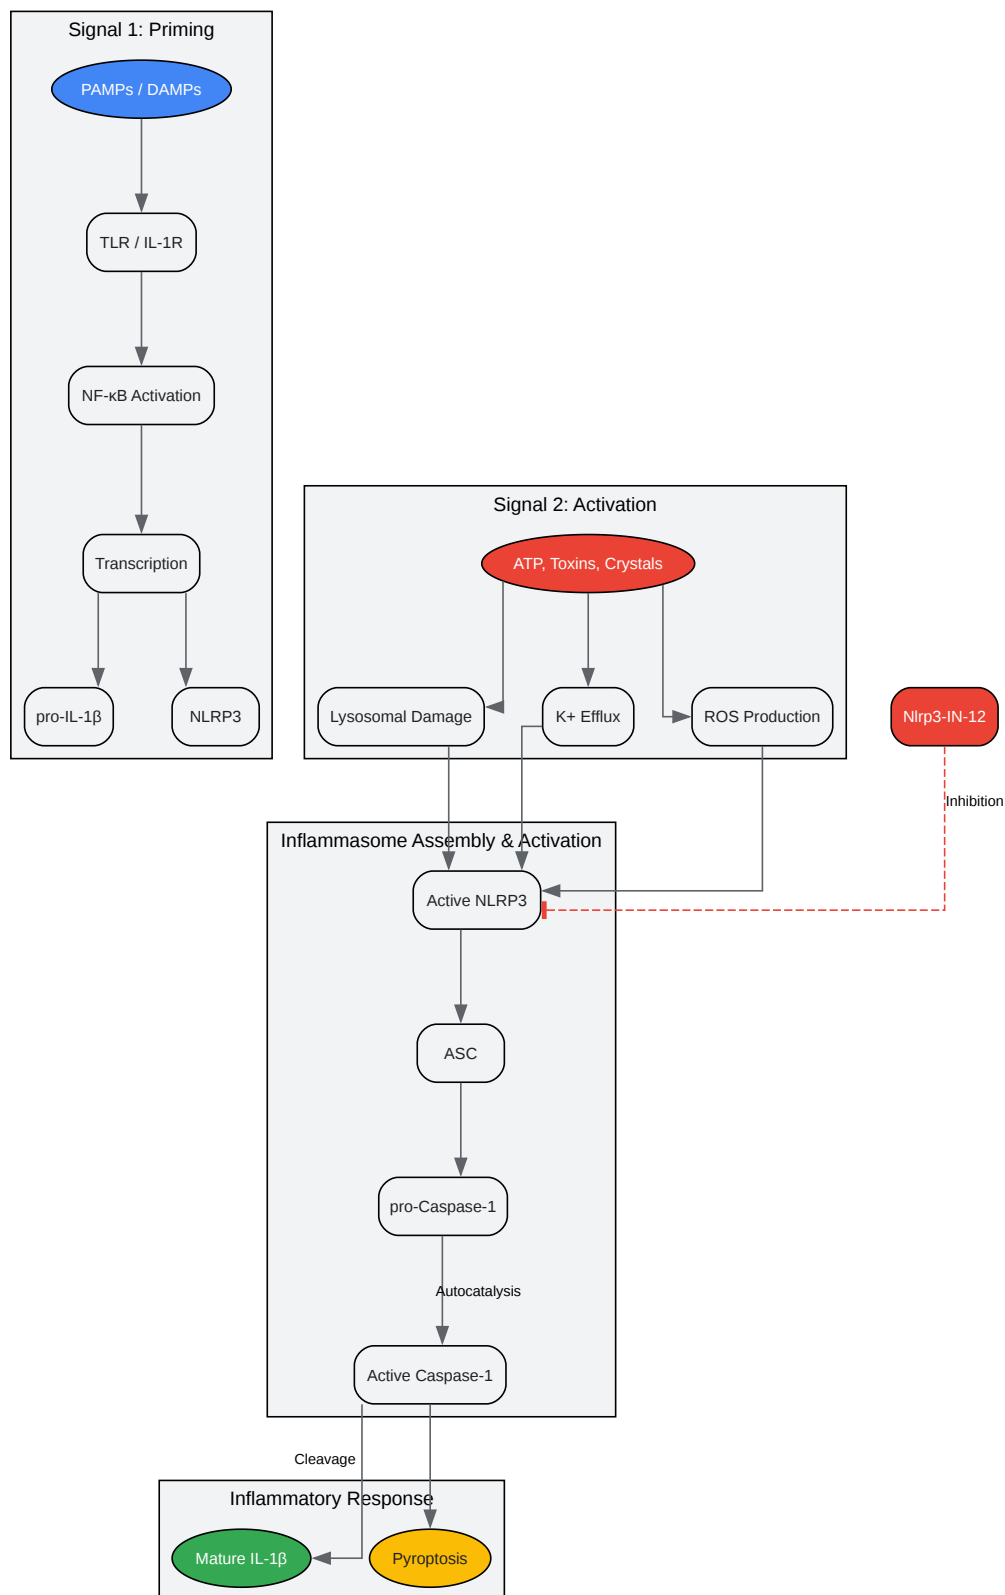 Signal 1: Priming
PAMPs / DAMPs
TLR / IL-1R
NF-κB Activation
Transcription
pro-IL-1β
NLRP3
Signal 2: Activation
ATP, Toxins, Crystals
Lysosomal Damage
K+ Efflux
ROS Production
Nlrp3-IN-12
Inhibition
Inflammasome Assembly & Activation
Active NLRP3
ASC
pro-Caspase-1
Autocatalysis
Active Caspase-1
Cleavage
Inflammatory Response
Mature IL-1β
Pyroptosis